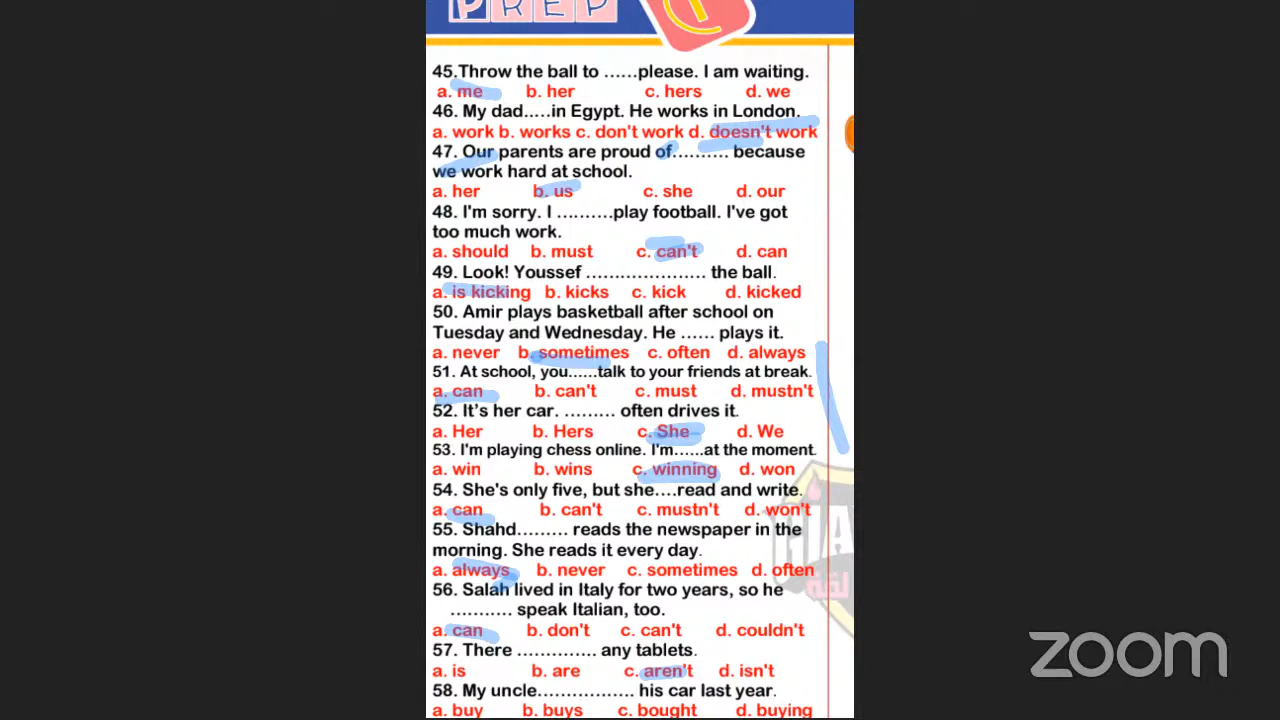 PREP
45.Throw the ball to ......please. I am waiting.
a. me b. her c. hers d. we
46. My dad.....in Egypt. He works in London.
a. work b. works c. don't work d. doesn't work
47. Our parents are proud of.......... because
we work hard at school.
a. her b. us c. she d. our
48. I'm sorry. I ..........play football. I've got
too much work.
a. should b. must c. can't d. can
49. Look! Youssef ..................... the ball.
a. is kicking b. kicks c. kick d. kicked
50. Amir plays basketball after school on
Tuesday and Wednesday. He ...... plays it.
a. never b. sometimes c. often d. always
51. At school, you......talk to your friends at break.
a. can b. can't c. must d. mustn't
52. It's her car. ......... often drives it.
a. Her b. Hers c. She d. We
53. I'm playing chess online. I'm......at the moment.
a. win b. wins c. winning d. won
54. She's only five, but she....read and write.
a. can b. can't c. mustn't d. won't
55. Shahd......... reads the newspaper in the
morning. She reads it every day.
a. always b. never c. sometimes d. often
56. Salah lived in Italy for two years, so he
........... speak Italian, too.
a. can b. don't c. can't d. couldn't
57. There .............. any tablets.
a. is b. are c. aren't d. isn't
58. My uncle................. his car last year.
a. buy b. buys c. bought d. buying
zoom